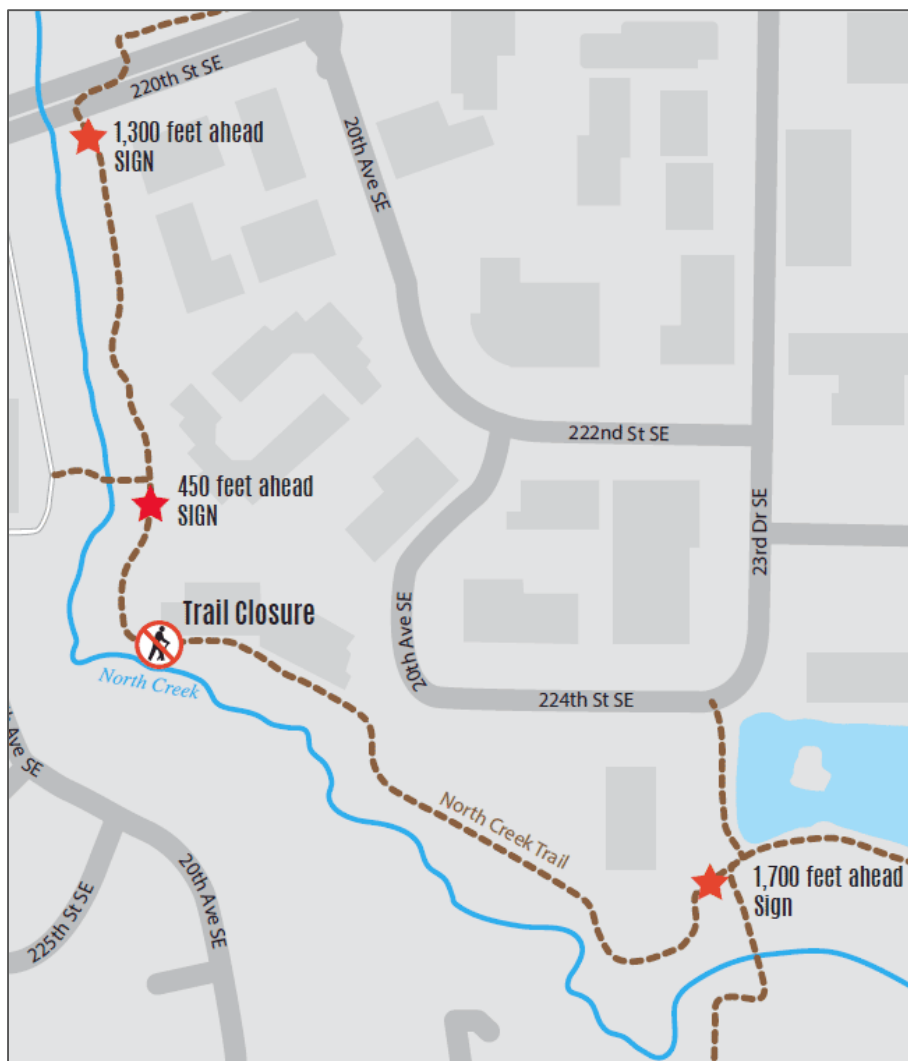 220th St SE
1,300 feet ahead
SIGN
20th Ave SE
222nd St SE
450 feet ahead
SIGN
23rd Dr SE
20th Ave SE
Trail Closure
North Creek
224th St SE
Ave SE
North Creek Trail
20th Ave SE
1,700 feet ahead
Sign
225th St SE